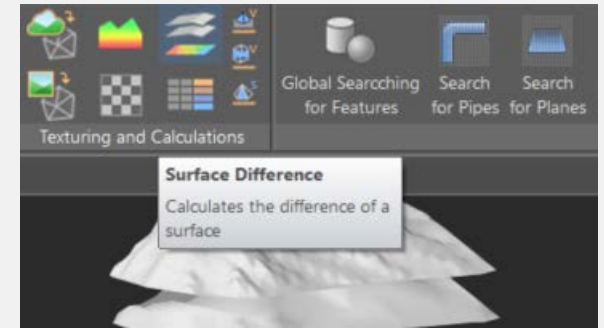 Global Searcching
for Features
Search
for Pipes
Search
for Planes
Texturing and Calculations
Surface Difference
Calculates the difference of a
surface